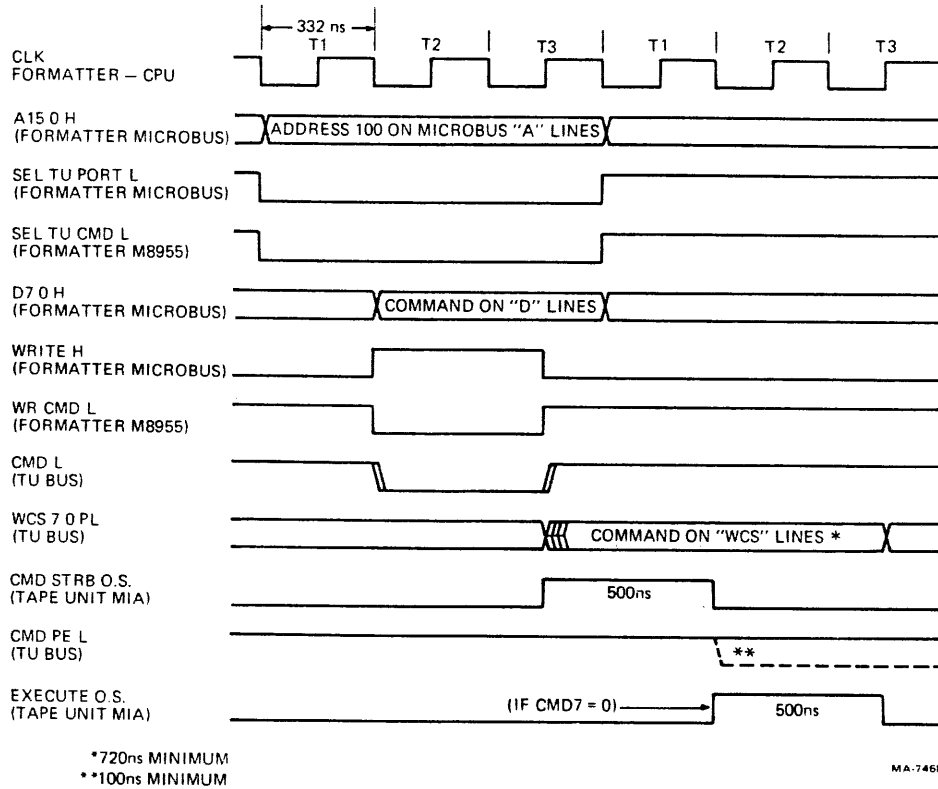 332 ns
T1 T2 T3 T1 T2 T3
CLK
FORMATTER — CPU
A15 0 H
(FORMATTER MICROBUS)
ADDRESS 100 ON MICROBUS "A" LINES
SEL TU PORT L
(FORMATTER MICROBUS)
SEL TU CMD L
(FORMATTER M8955)
D7 0 H
(FORMATTER MICROBUS)
COMMAND ON "D" LINES
WRITE H
(FORMATTER MICROBUS)
WR CMD L
(FORMATTER M8955)
CMD L
(TU BUS)
WCS 7 0 PL
(TU BUS)
COMMAND ON "WCS" LINES *
CMD STRB O.S.
(TAPE UNIT MIA)
500ns
CMD PE L
(TU BUS)
**
EXECUTE O.S.
(TAPE UNIT MIA)
(IF CMD7 = 0)
500ns
*720ns MINIMUM
**100ns MINIMUM